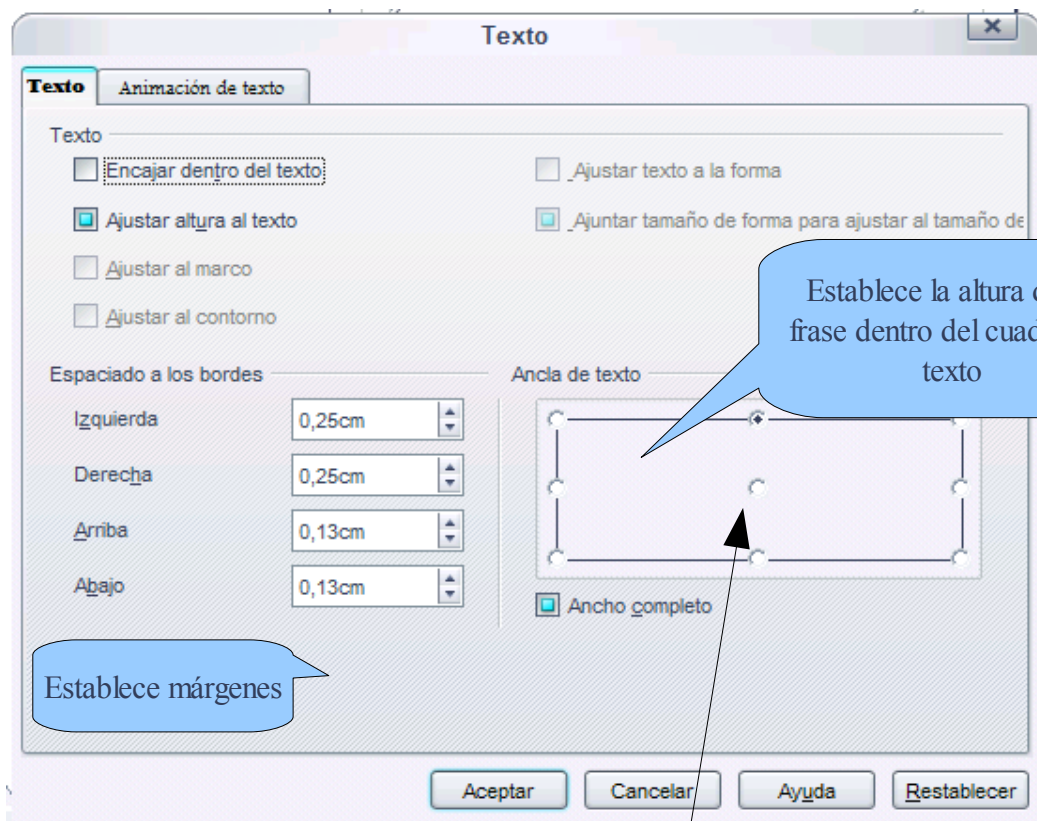 Texto
Texto Animación de texto
Texto
Encajar dentro del texto
Ajustar texto a la forma
Ajustar altura al texto
Ajuntar tamaño de forma para ajustar al tamaño de
Ajustar al marco
Ajustar al contorno
Establece la altura
frase dentro del
texto
Espaciado a los bordes
Ancla de texto
Izquierda 0,25cm
Derecha 0,25cm
Arriba 0,13cm
Abajo 0,13cm
Ancho completo
Establece márgenes
Aceptar Cancelar Ayuda Restablecer